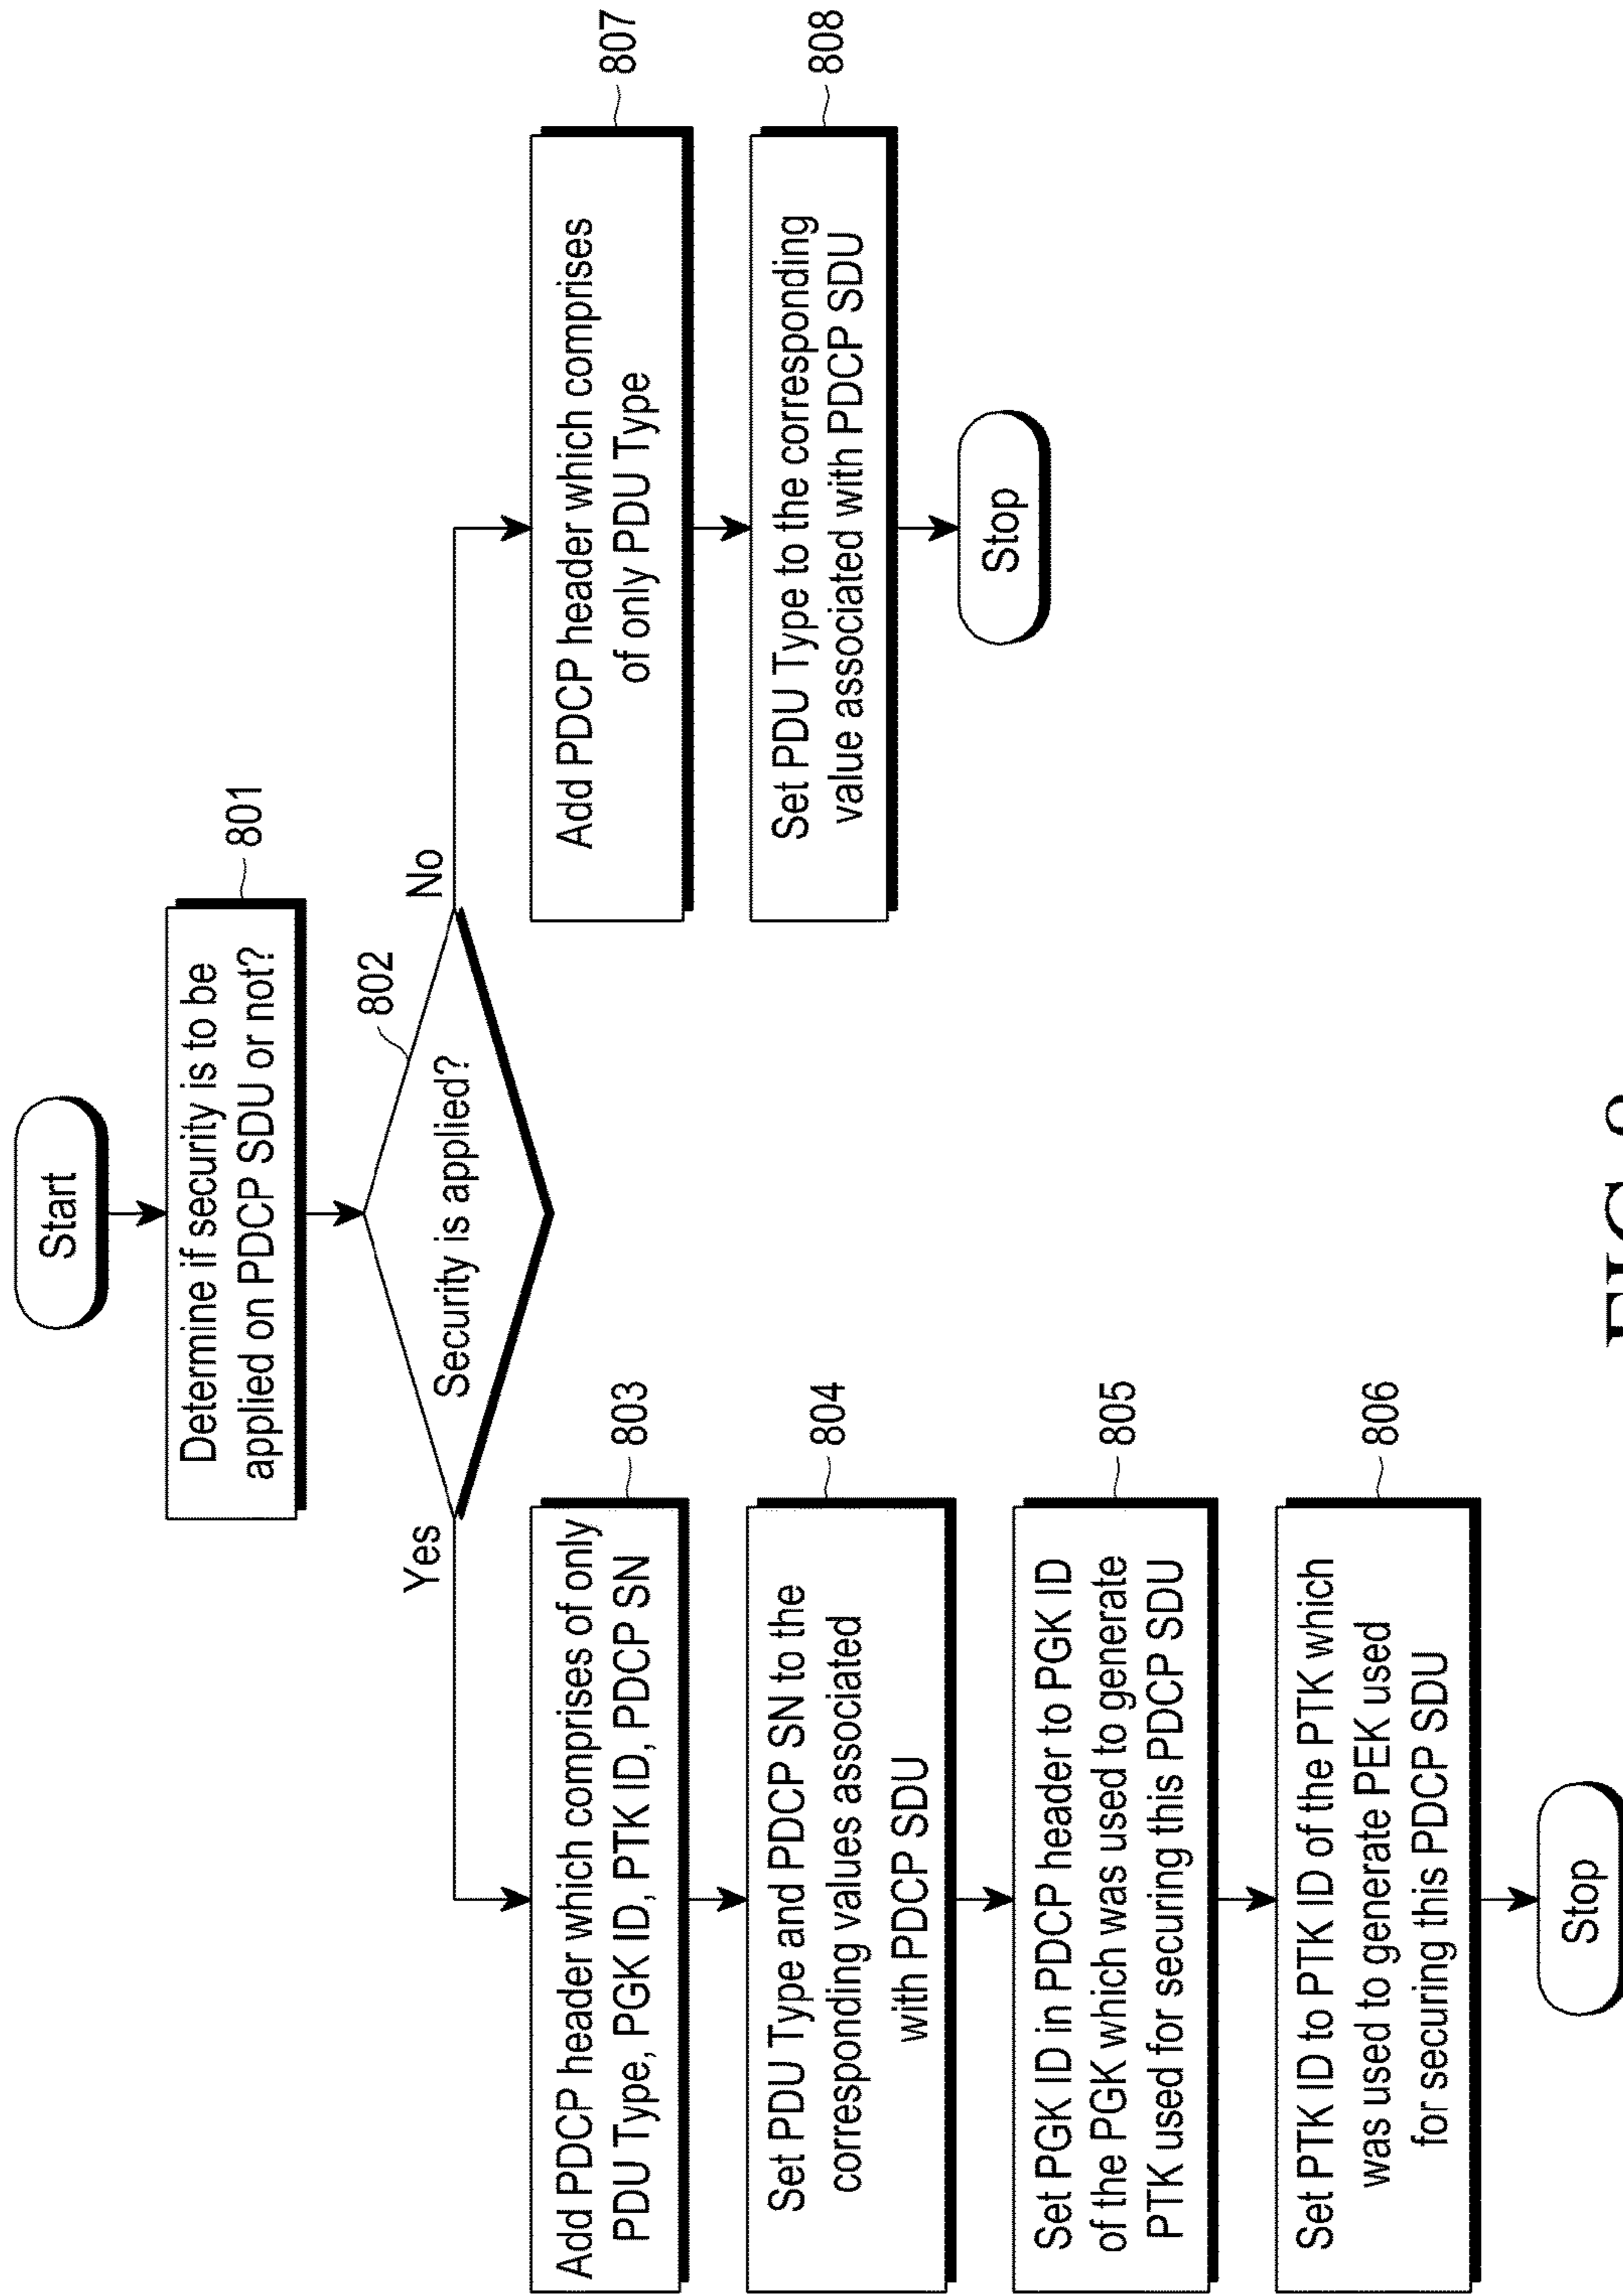 Start
Determine if security is to be
applied on PDCP SDU or not?
801
802
Security is applied?
Yes
No
Add PDCP header which comprises of only
PDU Type, PGK ID, PTK ID, PDCP SN
803
Set PDU Type and PDCP SN to the
corresponding values associated
with PDCP SDU
804
Set PGK ID in PDCP header to PGK ID
of the PGK which was used to generate
PTK used for securing this PDCP SDU
805
Set PTK ID to PTK ID of the PTK which
was used to generate PEK used
for securing this PDCP SDU
806
Stop
Add PDCP header which comprises
of only PDU Type
807
Set PDU Type to the corresponding
value associated with PDCP SDU
808
Stop